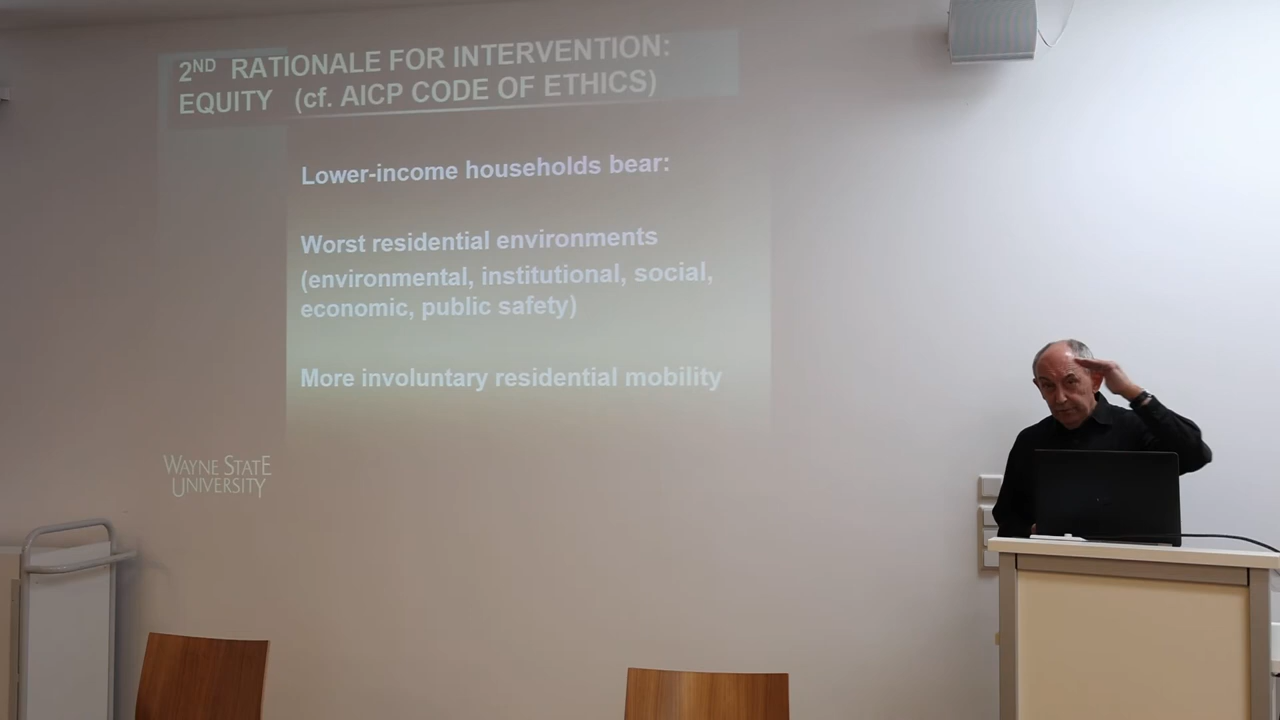 2ND RATIONALE FOR INTERVENTION:
EQUITY (cf. AICP CODE OF ETHICS)
Lower-income households bear:
Worst residential environments
(environmental, institutional, social,
economic, public safety)
More involuntary residential mobility
WAYNE STATE
UNIVERSITY